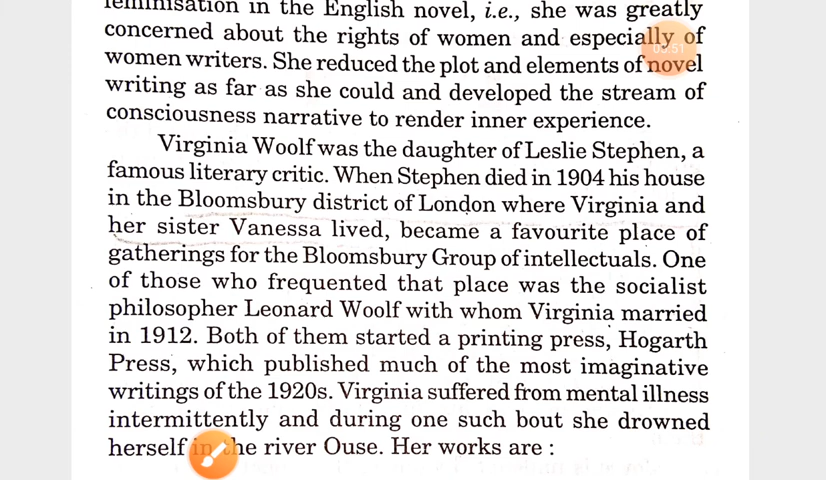 feminisation in the English novel, i.e., she was greatly
concerned about the rights of women and especially of
women writers. She reduced the plot and elements of novel
writing as far as she could and developed the stream of
consciousness narrative to render inner experience.
Virginia Woolf was the daughter of Leslie Stephen, a
famous literary critic. When Stephen died in 1904 his house
in the Bloomsbury district of London where Virginia and
her sister Vanessa lived, became a favourite place of
gatherings for the Bloomsbury Group of intellectuals. One
of those who frequented that place was the socialist
philosopher Leonard Woolf with whom Virginia married
in 1912. Both of them started a printing press, Hogarth
Press, which published much of the most imaginative
writings of the 1920s. Virginia suffered from mental illness
intermittently and during one such bout she drowned
herself in the river Ouse. Her works are :